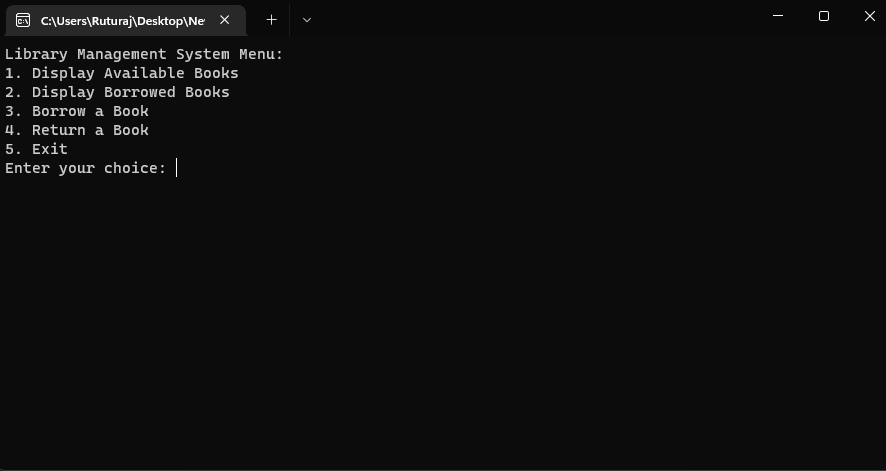 C:\Users\Ruturaj\Desktop\Ne
Library Management System Menu:
1. Display Available Books
2. Display Borrowed Books
3. Borrow a Book
4. Return a Book
5. Exit
Enter your choice: